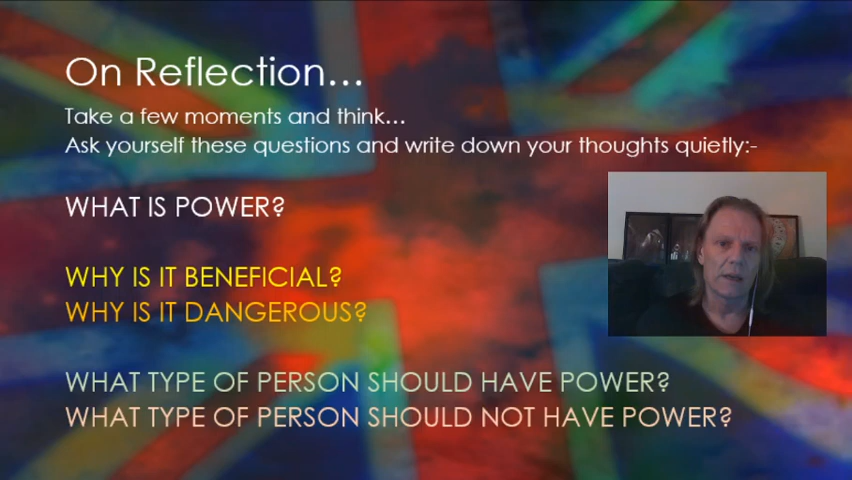 On Reflection...
Take a few moments and think...
Ask yourself these questions and write down your thoughts quietly:-
WHAT IS POWER?
WHY IS IT BENEFICIAL?
WHY IS IT DANGEROUS?
WHAT TYPE OF PERSON SHOULD HAVE POWER?
WHAT TYPE OF PERSON SHOULD NOT HAVE POWER?